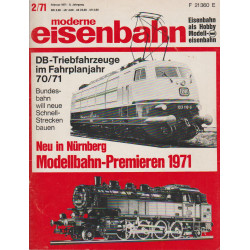 2/71
F 21360 E
moderne
eisenbahn
Eisenbahn
als Hobby
Modell-
eisenbahn
DB-Triebfahrzeuge
im Fahrplanjahr
70/71
Bundes-
bahn
will neue
Schnell-
Strecken
bauen
Neu in Nürnberg
Modellbahn-Premieren 1971